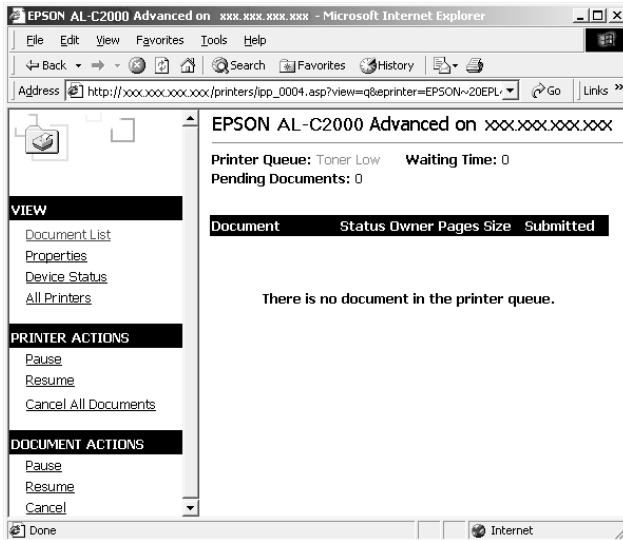 EPSON AL-C2000 Advanced on xxx.xxx.xxx.xxx - Microsoft Internet Explorer
File Edit View Favorites Tools Help
Back Search Favorites History
Address http://xxx.xxx.xxx.xxx/printers/ipp_0004.asp?view=q&eprinter=EPSON~20EPL- Go Links »
EPSON AL-C2000 Advanced on xxx.xxx.xxx.xxx
Printer Queue: Toner Low Waiting Time: 0
Pending Documents: 0
VIEW
Document List
Properties
Device Status
All Printers
PRINTER ACTIONS
Pause
Resume
Cancel All Documents
DOCUMENT ACTIONS
Pause
Resume
Cancel
Document Status Owner Pages Size Submitted
There is no document in the printer queue.
Done Internet